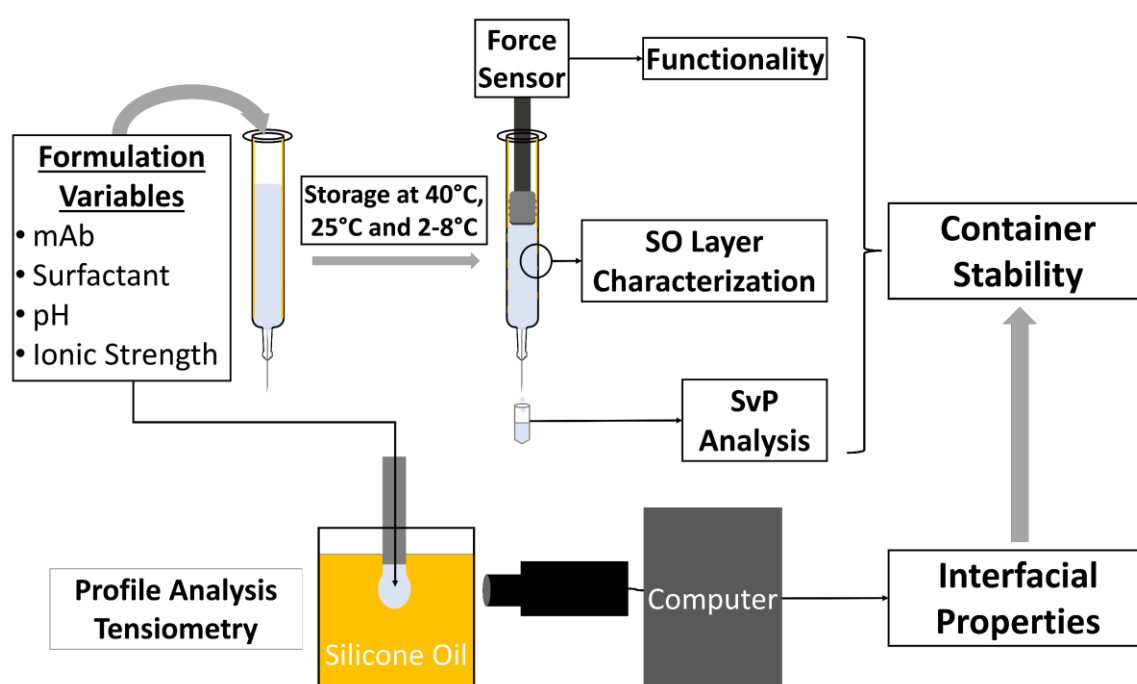 Force
Sensor
Functionality
Formulation
Variables
• mAb
• Surfactant
• pH
• Ionic Strength
Storage at 40°C,
25°C and 2-8°C
SO Layer
Characterization
Container
Stability
SvP
Analysis
Profile Analysis
Tensiometry
Silicone Oil
Computer
Interfacial
Properties